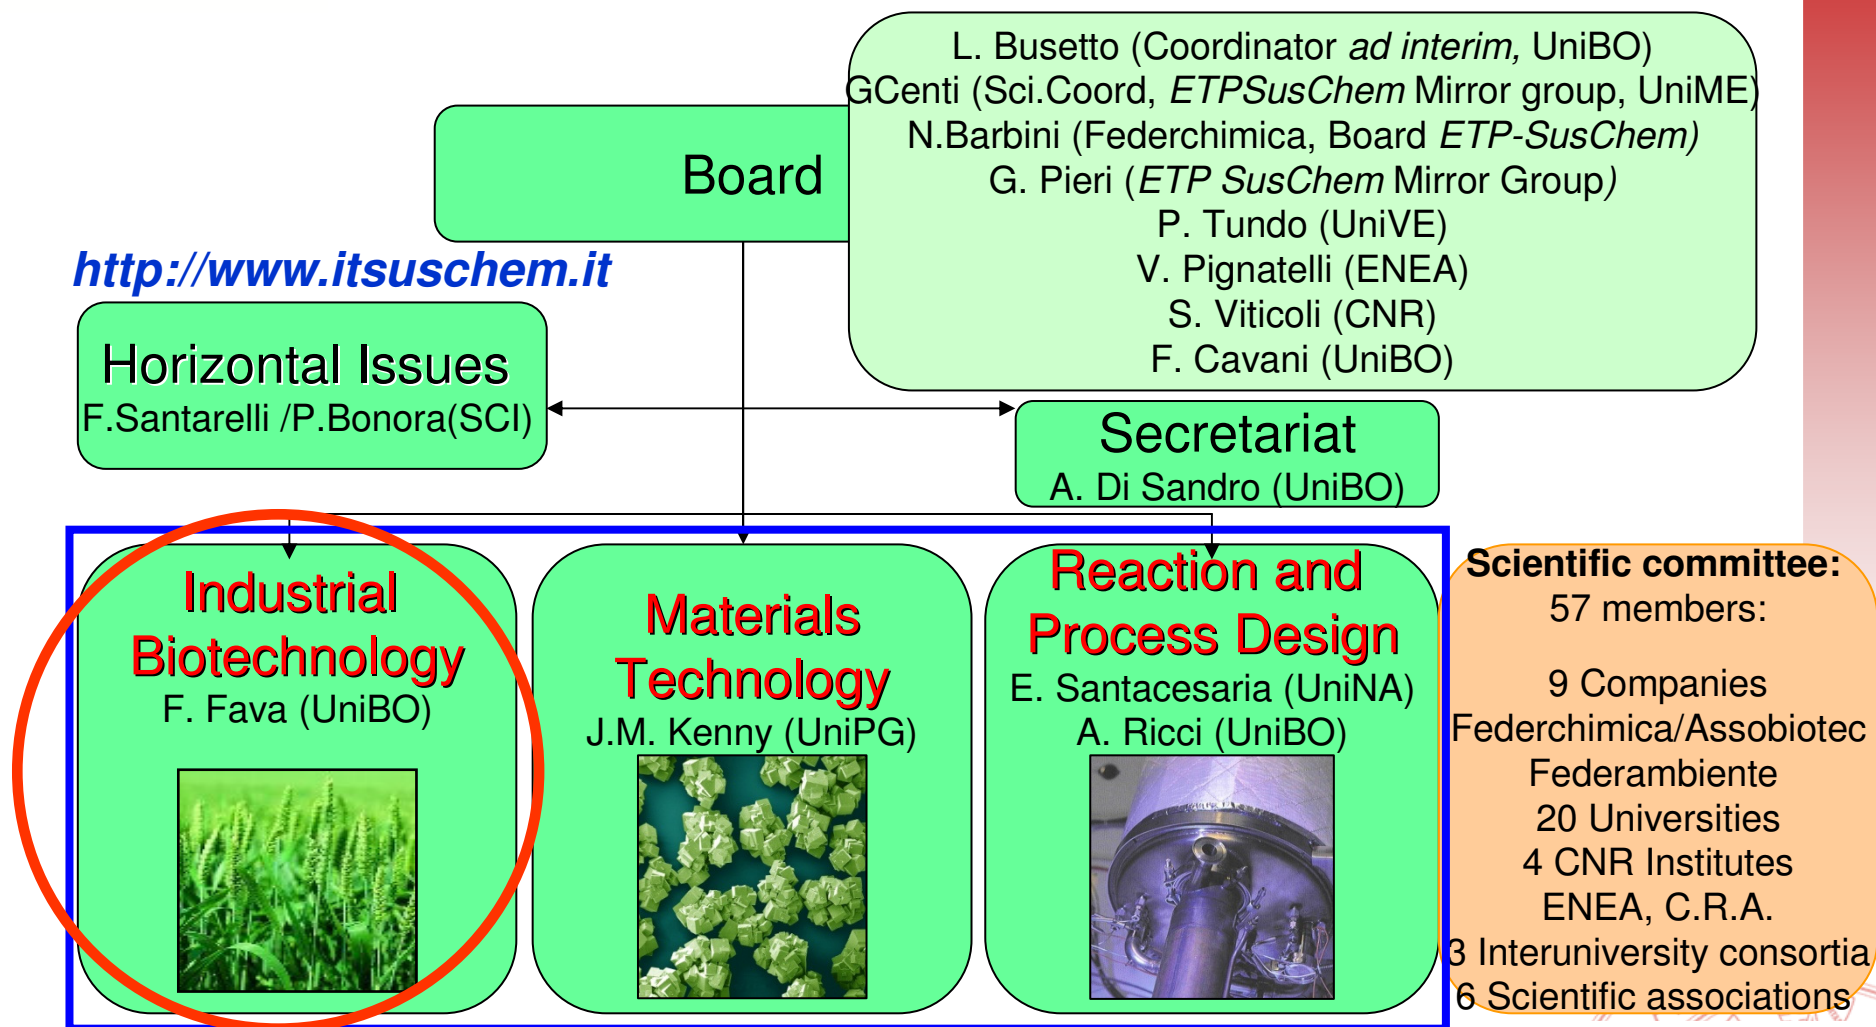 L. Busetto (Coordinator ad interim, UniBO)
GCenti (Sci.Coord, ETPSusChem Mirror group, UniME)
N.Barbini (Federchimica, Board ETP-SusChem)
G. Pieri (ETP SusChem Mirror Group)
P. Tundo (UniVE)
V. Pignatelli (ENEA)
S. Viticoli (CNR)
F. Cavani (UniBO)
Board
http://www.itsuschem.it
Horizontal Issues
F.Santarelli /P.Bonora(SCI)
Secretariat
A. Di Sandro (UniBO)
Industrial
Biotechnology
F. Fava (UniBO)
Materials
Technology
J.M. Kenny (UniPG)
Reaction and
Process Design
E. Santacesaria (UniNA)
A. Ricci (UniBO)
Scientific committee:
57 members:
9 Companies
Federchimica/Assobiotec
Federambiente
20 Universities
4 CNR Institutes
ENEA, C.R.A.
3 Interuniversity consortia
6 Scientific associations